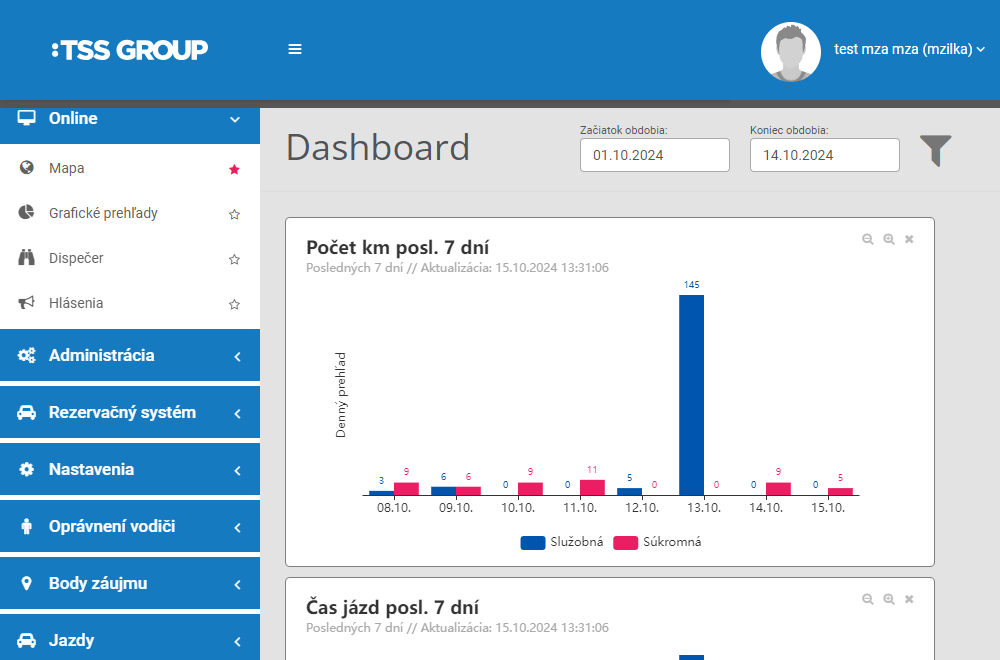 :TSS GROUP
test mza mza (mzilka)
Online
Mapa
Grafické prehľady
Dispečer
Hlásenia
Administrácia
Rezervačný systém
Nastavenia
Oprávnení vodiči
Body záujmu
Jazdy
Dashboard
Začiatok obdobia:
01.10.2024
Koniec obdobia:
14.10.2024
Počet km posl. 7 dní
Posledných 7 dní // Aktualizácia: 15.10.2024 13:31:06
Denný prehľad
145
3 9 6 6 0 9 0 11 5 0 0 0 9 0 5
08.10. 09.10. 10.10. 11.10. 12.10. 13.10. 14.10. 15.10.
Služobná Súkromná
Čas jázd posl. 7 dní
Posledných 7 dní // Aktualizácia: 15.10.2024 13:31:06